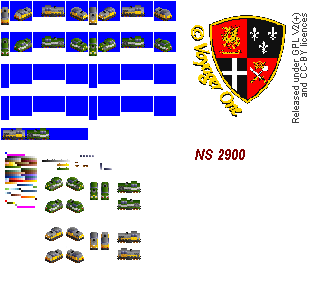 © Voyager One
Released under GPL v2(+)
and CC-BY licences
NS 2900